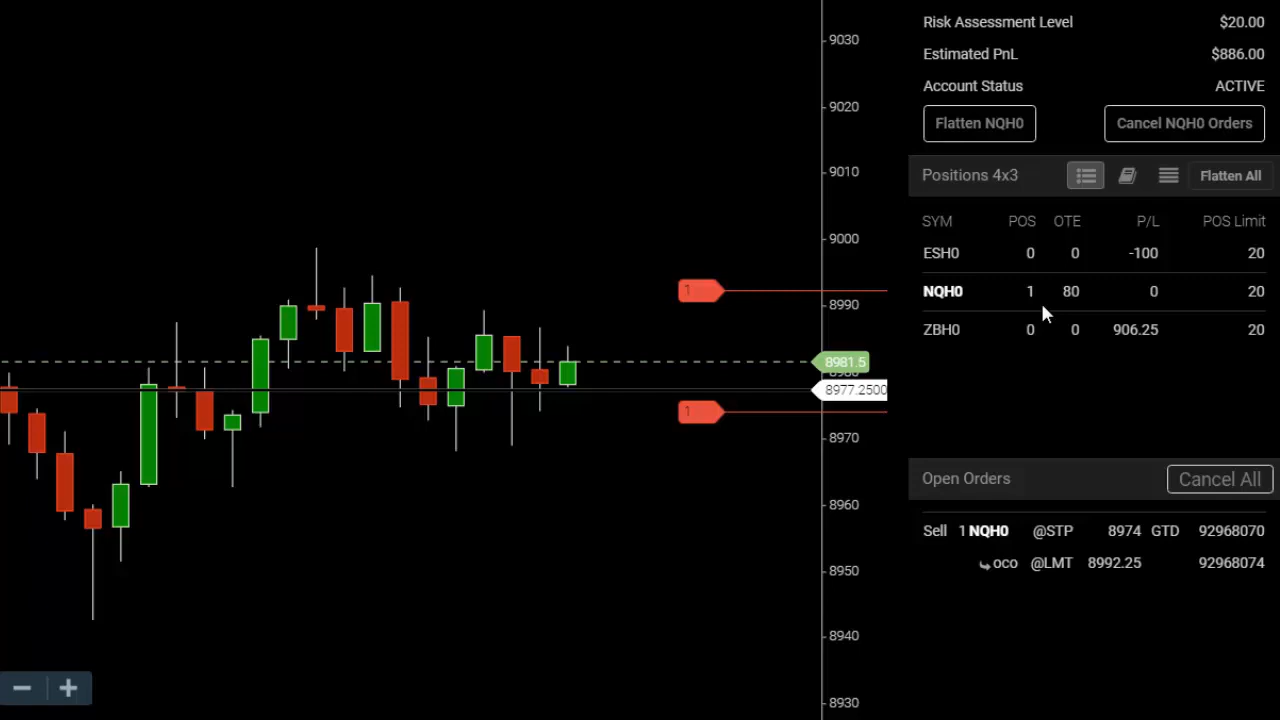 9030
9020
9010
9000
8990
8981.5
8977.2500
8970
8960
8950
8940
8930
1
1
Risk Assessment Level $20.00
Estimated PnL $886.00
Account Status ACTIVE
Flatten NQH0 Cancel NQH0 Orders
Positions 4x3 Flatten All
SYM POS OTE P/L POS Limit
ESH0 0 0 -100 20
NQH0 1 80 0 20
ZBH0 0 0 906.25 20
Open Orders Cancel All
Sell 1 NQH0 @STP 8974 GTD 92968070
oco @LMT 8992.25 92968074